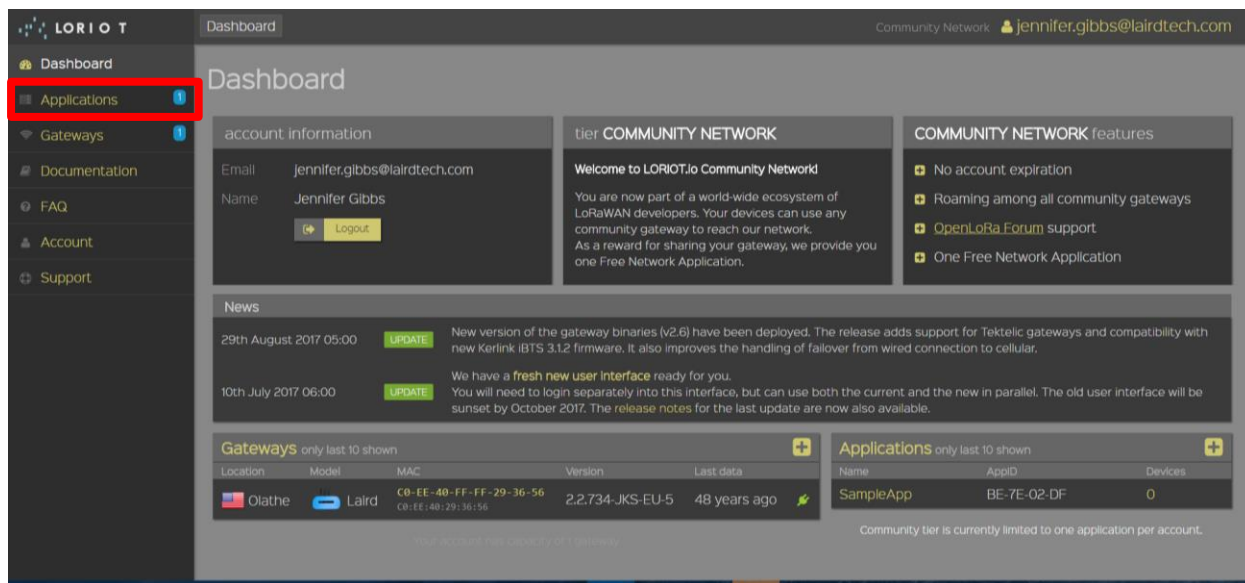 LORIOT
Dashboard
Community Network jennifer.gibbs@lairdtech.com
Dashboard
Applications 1
Gateways 1
Documentation
FAQ
Account
Support
Dashboard
account information
Email jennifer.gibbs@lairdtech.com
Name Jennifer Gibbs
Logout
tier COMMUNITY NETWORK
Welcome to LORIOT.io Community Network!
You are now part of a world-wide ecosystem of
LoRaWAN developers. Your devices can use any
community gateway to reach our network.
As a reward for sharing your gateway, we provide you
one Free Network Application.
COMMUNITY NETWORK features
No account expiration
Roaming among all community gateways
OpenLoRa Forum support
One Free Network Application
News
29th August 2017 05:00 UPDATE New version of the gateway binaries (v2.6) have been deployed. The release adds support for Tektelic gateways and compatibility with
new Kerlink iBTS 3.1.2 firmware. It also improves the handling of failover from wired connection to cellular.
10th July 2017 06:00 UPDATE We have a fresh new user interface ready for you.
You will need to login separately into this interface, but can use both the current and the new in parallel. The old user interface will be
sunset by October 2017. The release notes for the last update are now also available.
Gateways only last 10 shown
Location Model MAC Version Last data
Olathe Laird C0-EE-40-FF-FF-29-36-56 2.2.734-JKS-EU-5 48 years ago
C0:EE:40:29:36:56
Your account has capacity of 1 gateway
Applications only last 10 shown
Name AppID Devices
SampleApp BE-7E-02-DF 0
Community tier is currently limited to one application per account.